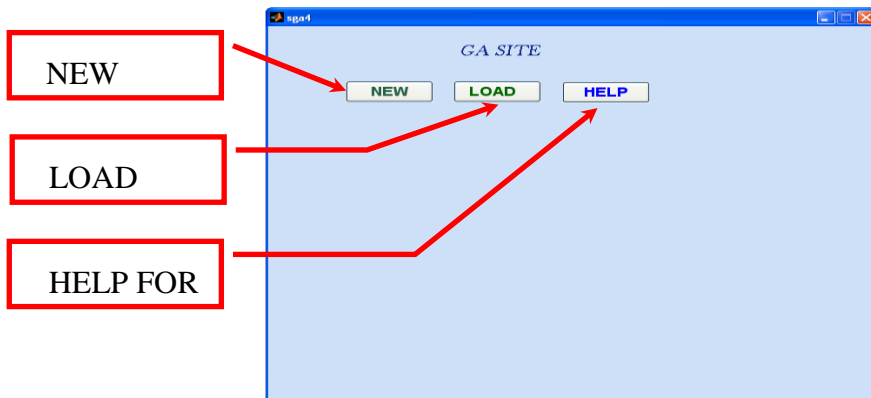 sga4
GA SITE
NEW
NEW LOAD HELP
LOAD
HELP FOR